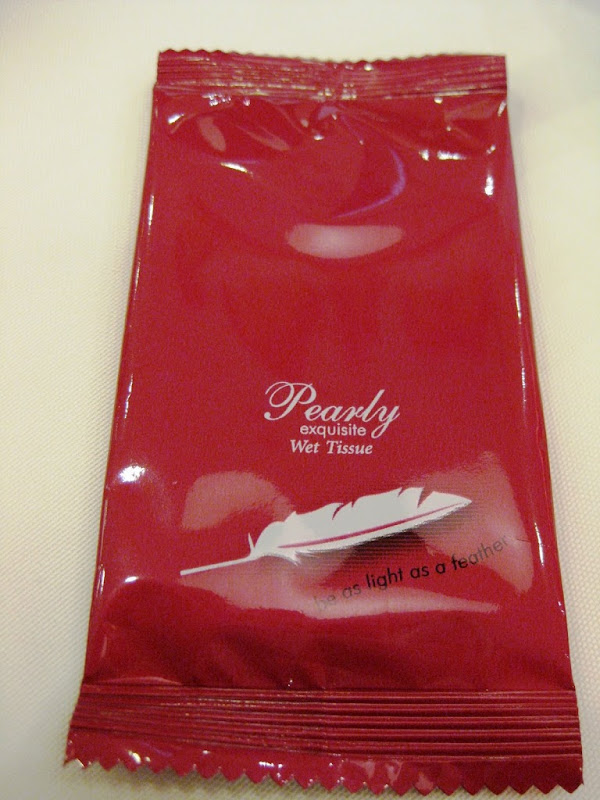 Pearly
exquisite
Wet Tissue
be as light as a feather